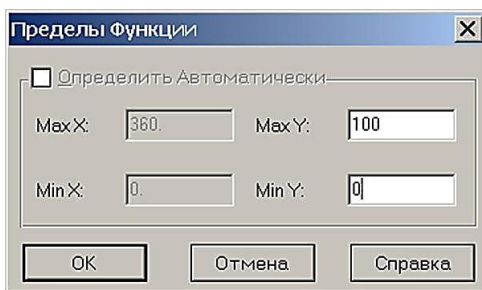 Пределы Функции
Определить Автоматически
Max X: 360. Max Y: 100
Min X: 0. Min Y: 0
OK Отмена Справка